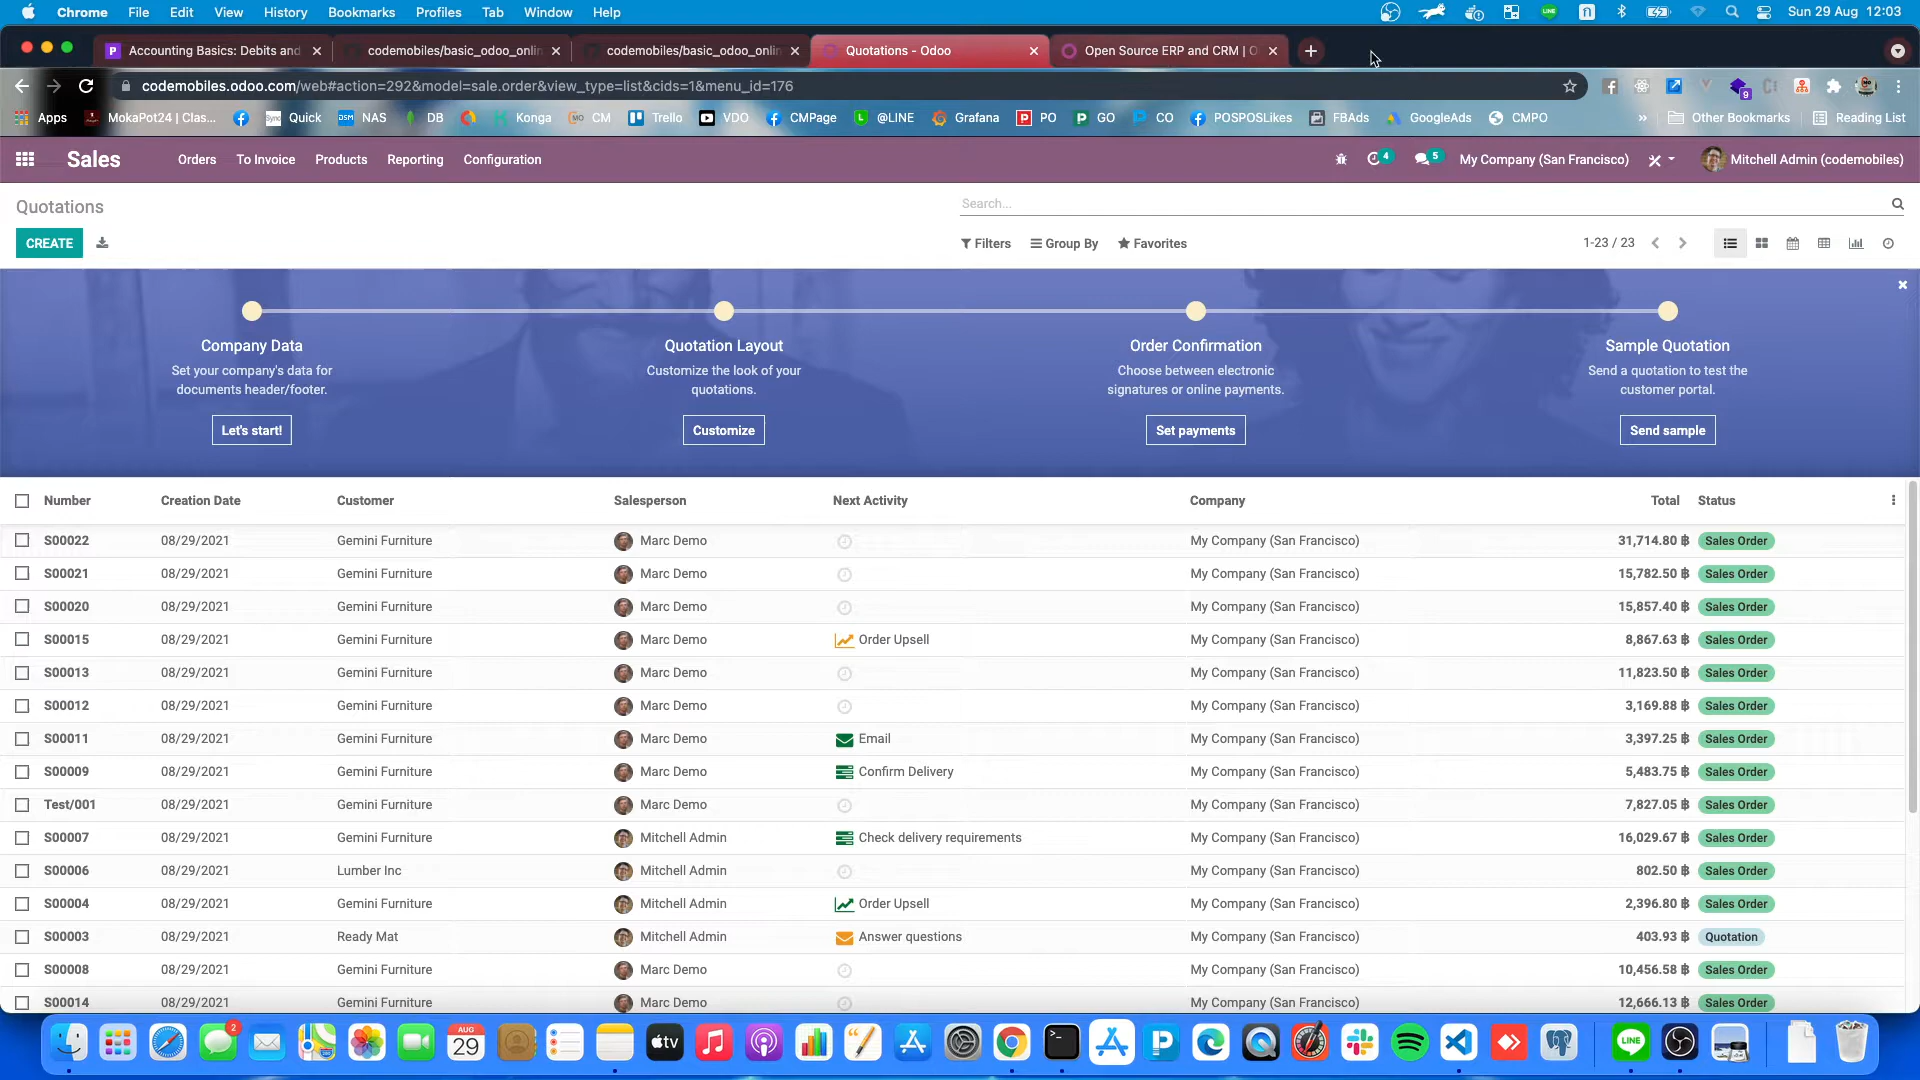 Chrome File Edit View History Bookmarks Profiles Tab Window Help Sun 29 Aug 12:03
Accounting Basics: Debits and codemobiles/basic_odoo_onlin codemobiles/basic_odoo_onlin Quotations - Odoo Open Source ERP and CRM | O
codemobiles.odoo.com/web#action=292&model=sale.order&view_type=list&cids=1&menu_id=176
9
Apps MokaPot24 | Clas... Quick NAS DB Konga CM Trello VDO CMPage @LINE Grafana PO GO CO POSPOSLikes FBAds GoogleAds CMPO » Other Bookmarks Reading List
Sales Orders To Invoice Products Reporting Configuration 4 5 My Company (San Francisco) Mitchell Admin (codemobiles)
Quotations Search...
CREATE Filters Group By Favorites 1-23 / 23
Company Data Quotation Layout Order Confirmation Sample Quotation
Set your company's data for Customize the look of your Choose between electronic Send a quotation to test the
documents header/footer. quotations. signatures or online payments. customer portal.
Let's start! Customize Set payments Send sample
Number Creation Date Customer Salesperson Next Activity Company Total Status
S00022 08/29/2021 Gemini Furniture Marc Demo My Company (San Francisco) 31,714.80 ฿ Sales Order
S00021 08/29/2021 Gemini Furniture Marc Demo My Company (San Francisco) 15,782.50 ฿ Sales Order
S00020 08/29/2021 Gemini Furniture Marc Demo My Company (San Francisco) 15,857.40 ฿ Sales Order
S00015 08/29/2021 Gemini Furniture Marc Demo Order Upsell My Company (San Francisco) 8,867.63 ฿ Sales Order
S00013 08/29/2021 Gemini Furniture Marc Demo My Company (San Francisco) 11,823.50 ฿ Sales Order
S00012 08/29/2021 Gemini Furniture Marc Demo My Company (San Francisco) 3,169.88 ฿ Sales Order
S00011 08/29/2021 Gemini Furniture Marc Demo Email My Company (San Francisco) 3,397.25 ฿ Sales Order
S00009 08/29/2021 Gemini Furniture Marc Demo Confirm Delivery My Company (San Francisco) 5,483.75 ฿ Sales Order
Test/001 08/29/2021 Gemini Furniture Marc Demo My Company (San Francisco) 7,827.05 ฿ Sales Order
S00007 08/29/2021 Gemini Furniture Mitchell Admin Check delivery requirements My Company (San Francisco) 16,029.67 ฿ Sales Order
S00006 08/29/2021 Lumber Inc Mitchell Admin My Company (San Francisco) 802.50 ฿ Sales Order
S00004 08/29/2021 Gemini Furniture Mitchell Admin Order Upsell My Company (San Francisco) 2,396.80 ฿ Sales Order
S00003 08/29/2021 Ready Mat Mitchell Admin Answer questions My Company (San Francisco) 403.93 ฿ Quotation
S00008 08/29/2021 Gemini Furniture Marc Demo My Company (San Francisco) 10,456.58 ฿ Sales Order
S00014 08/29/2021 Gemini Furniture Marc Demo My Company (San Francisco) 12,666.13 ฿ Sales Order
2 AUG 29 tv LINE